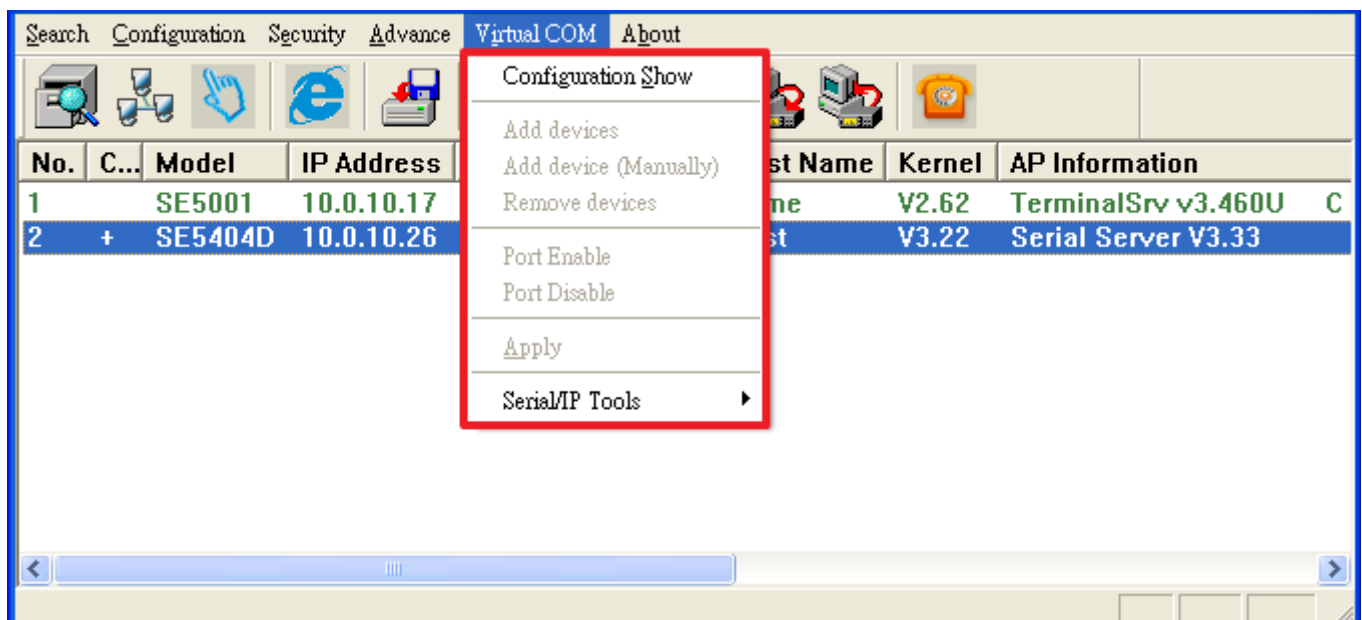 Search Configuration Security Advance Virtual COM About
Configuration Show
Add devices
Add device (Manually)
Remove devices
Port Enable
Port Disable
Apply
Serial/IP Tools
No. C... Model IP Address st Name Kernel AP Information
1 SE5001 10.0.10.17 me V2.62 TerminalSrv v3.460U C
2 + SE5404D 10.0.10.26 st V3.22 Serial Server V3.33